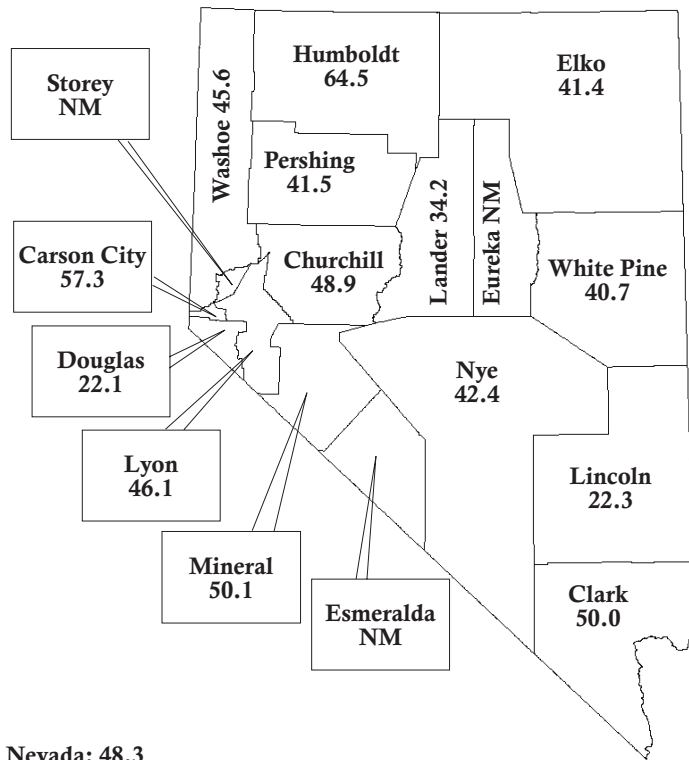 Humboldt
64.5
Elko
41.4
Storey
NM
Washoe 45.6
Pershing
41.5
Lander 34.2
Eureka NM
Carson City
57.3
Churchill
48.9
White Pine
40.7
Douglas
22.1
Nye
42.4
Lyon
46.1
Lincoln
22.3
Mineral
50.1
Esmeralda
NM
Clark
50.0
Nevada: 48.3